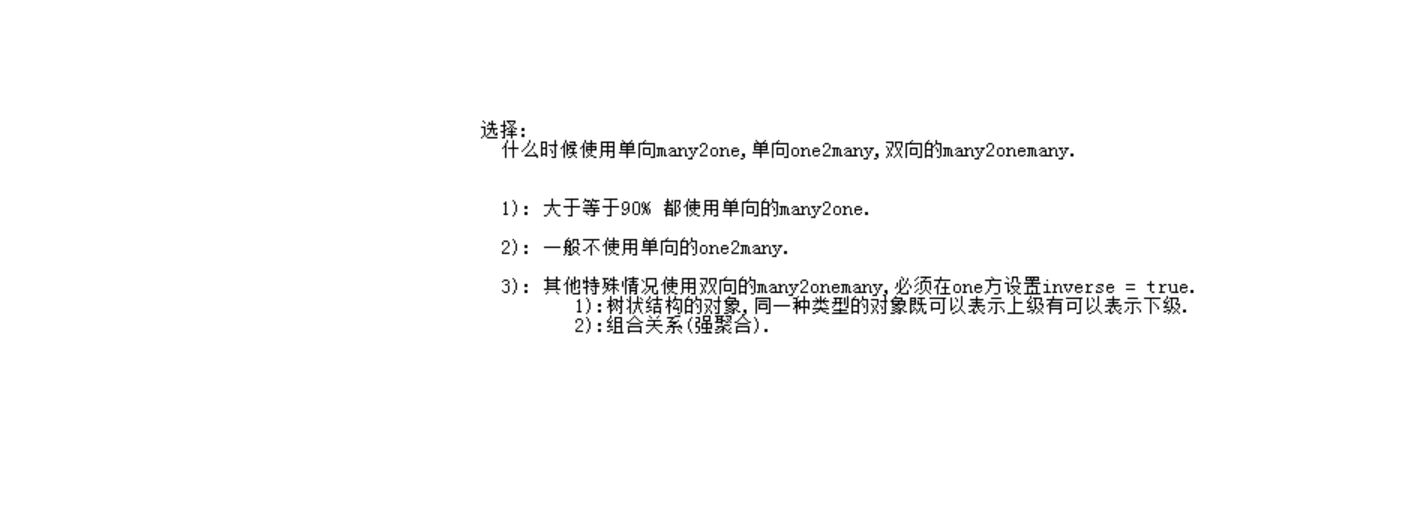 选择:
什么时候使用单向many2one,单向one2many,双向的many2onemany.
1): 大于等于90% 都使用单向的many2one.
2): 一般不使用单向的one2many.
3): 其他特殊情况使用双向的many2onemany,必须在one方设置inverse = true.
1):树状结构的对象,同一种类型的对象既可以表示上级有可以表示下级.
2):组合关系(强聚合).